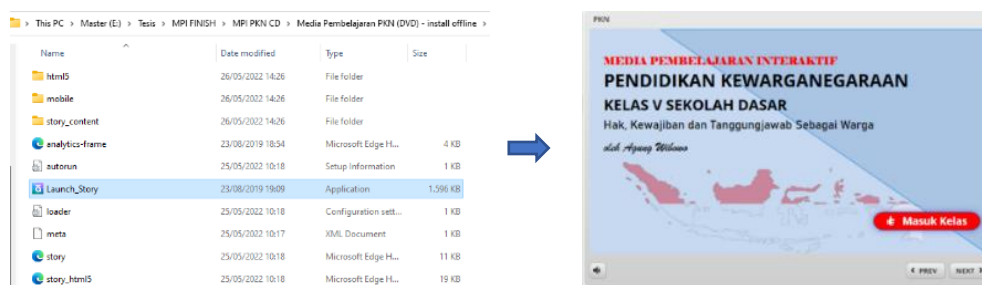 This PC > Master (E:) > Tesis > MPI FINISH > MPI PKN CD > Media Pembelajaran PKN (DVD) - install offline >
Name Date modified Type Size
html5 26/05/2022 14:26 File folder
mobile 26/05/2022 14:26 File folder
story_content 26/05/2022 14:26 File folder
analytics-frame 23/08/2019 18:54 Microsoft Edge H... 4 KB
autorun 25/05/2022 10:18 Setup Information 1 KB
Launch_Story 23/08/2019 19:09 Application 1.596 KB
loader 25/05/2022 10:18 Configuration sett... 1 KB
meta 25/05/2022 10:17 XML Document 1 KB
story 25/05/2022 10:18 Microsoft Edge H... 11 KB
story_html5 25/05/2022 10:18 Microsoft Edge H... 19 KB
PKN
MEDIA PEMBELAJARAN INTERAKTIF
PENDIDIKAN KEWARGANEGARAAN
KELAS V SEKOLAH DASAR
Hak, Kewajiban dan Tanggungjawab Sebagai Warga
oleh Agung Wibowo
Masuk Kelas
< PREV NEXT >